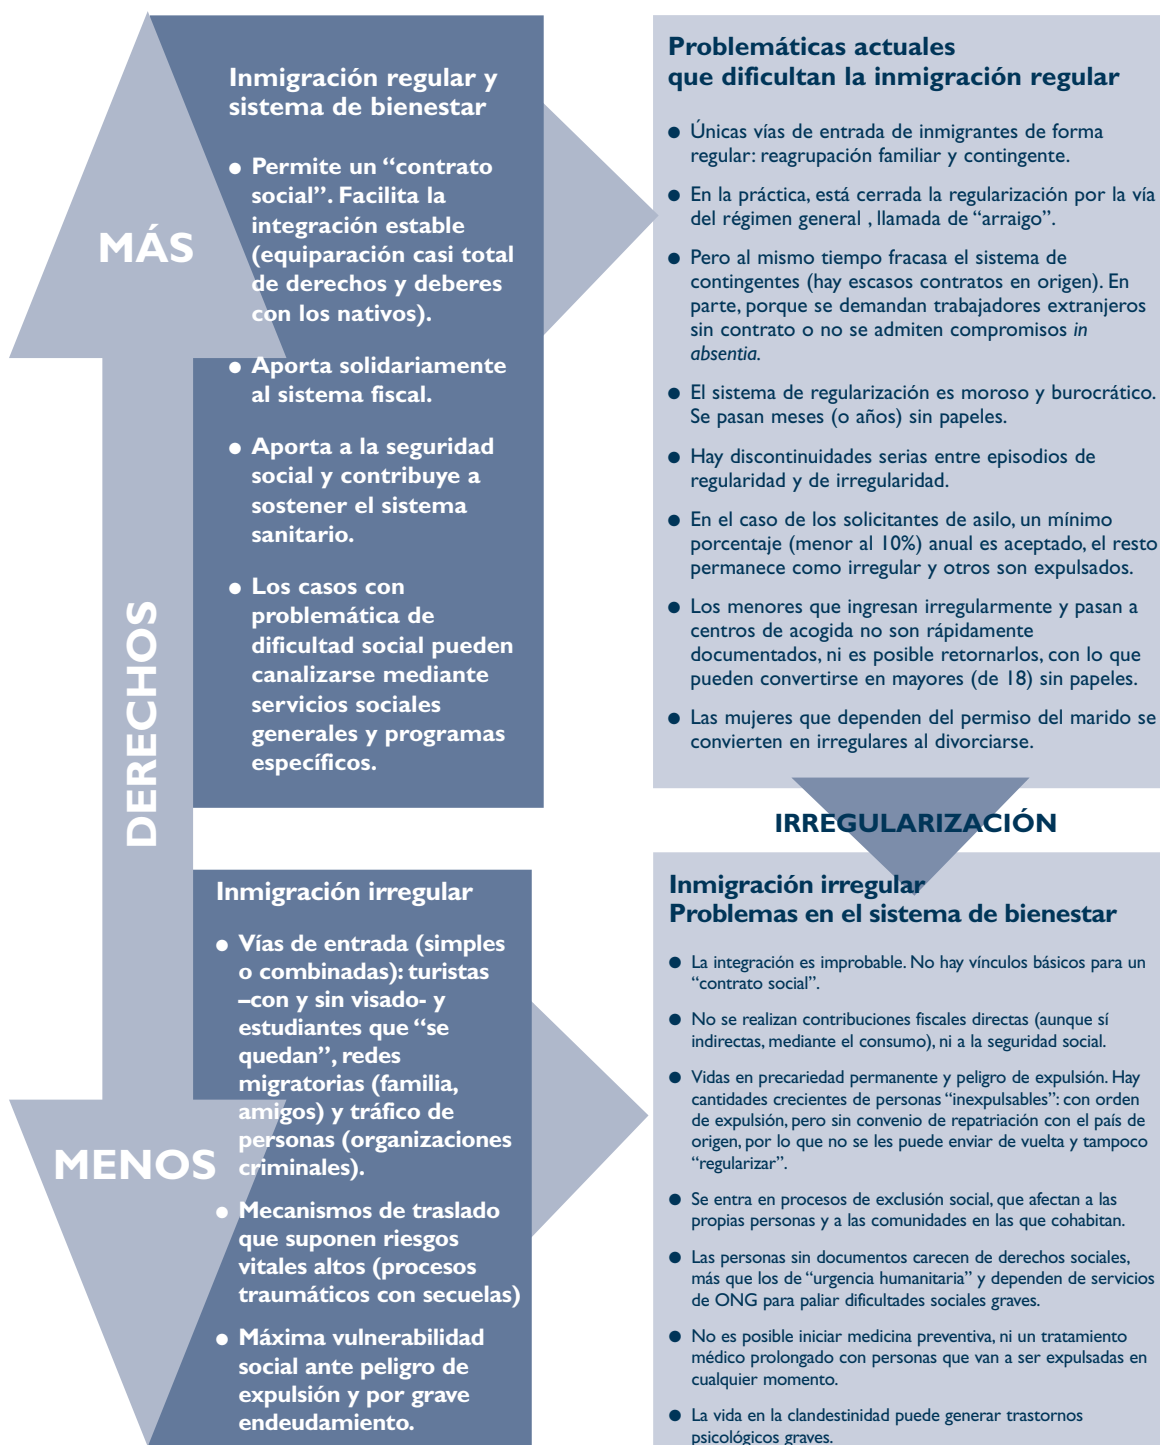 MÁS
DERECHOS
MENOS
Inmigración regular y
sistema de bienestar
● Permite un “contrato
social”. Facilita la
integración estable
(equiparación casi total
de derechos y deberes
con los nativos).
● Aporta solidariamente
al sistema fiscal.
● Aporta a la seguridad
social y contribuye a
sostener el sistema
sanitario.
● Los casos con
problemática de
dificultad social pueden
canalizarse mediante
servicios sociales
generales y programas
específicos.
Problemáticas actuales
que dificultan la inmigración regular
● Únicas vías de entrada de inmigrantes de forma
regular: reagrupación familiar y contingente.
● En la práctica, está cerrada la regularización por la vía
del régimen general , llamada de “arraigo”.
● Pero al mismo tiempo fracasa el sistema de
contingentes (hay escasos contratos en origen). En
parte, porque se demandan trabajadores extranjeros
sin contrato o no se admiten compromisos in
absentia.
● El sistema de regularización es moroso y burocrático.
Se pasan meses (o años) sin papeles.
● Hay discontinuidades serias entre episodios de
regularidad y de irregularidad.
● En el caso de los solicitantes de asilo, un mínimo
porcentaje (menor al 10%) anual es aceptado, el resto
permanece como irregular y otros son expulsados.
● Los menores que ingresan irregularmente y pasan a
centros de acogida no son rápidamente
documentados, ni es posible retornarlos, con lo que
pueden convertirse en mayores (de 18) sin papeles.
● Las mujeres que dependen del permiso del marido se
convierten en irregulares al divorciarse.
IRREGULARIZACIÓN
Inmigración irregular
● Vías de entrada (simples
o combinadas): turistas
–con y sin visado- y
estudiantes que “se
quedan”, redes
migratorias (familia,
amigos) y tráfico de
personas (organizaciones
criminales).
● Mecanismos de traslado
que suponen riesgos
vitales altos (procesos
traumáticos con secuelas)
● Máxima vulnerabilidad
social ante peligro de
expulsión y por grave
endeudamiento.
Inmigración irregular
Problemas en el sistema de bienestar
● La integración es improbable. No hay vínculos básicos para un
“contrato social”.
● No se realizan contribuciones fiscales directas (aunque sí
indirectas, mediante el consumo), ni a la seguridad social.
● Vidas en precariedad permanente y peligro de expulsión. Hay
cantidades crecientes de personas “inexpulsables”: con orden
de expulsión, pero sin convenio de repatriación con el país de
origen, por lo que no se les puede enviar de vuelta y tampoco
“regularizar”.
● Se entra en procesos de exclusión social, que afectan a las
propias personas y a las comunidades en las que cohabitan.
● Las personas sin documentos carecen de derechos sociales,
más que los de “urgencia humanitaria” y dependen de servicios
de ONG para paliar dificultades sociales graves.
● No es posible iniciar medicina preventiva, ni un tratamiento
médico prolongado con personas que van a ser expulsadas en
cualquier momento.
● La vida en la clandestinidad puede generar trastornos
psicológicos graves.